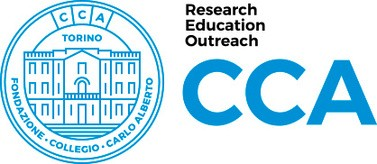 CCA
TORINO
FONDAZIONE • COLLEGIO • CARLO ALBERTO
Research
Education
Outreach
CCA